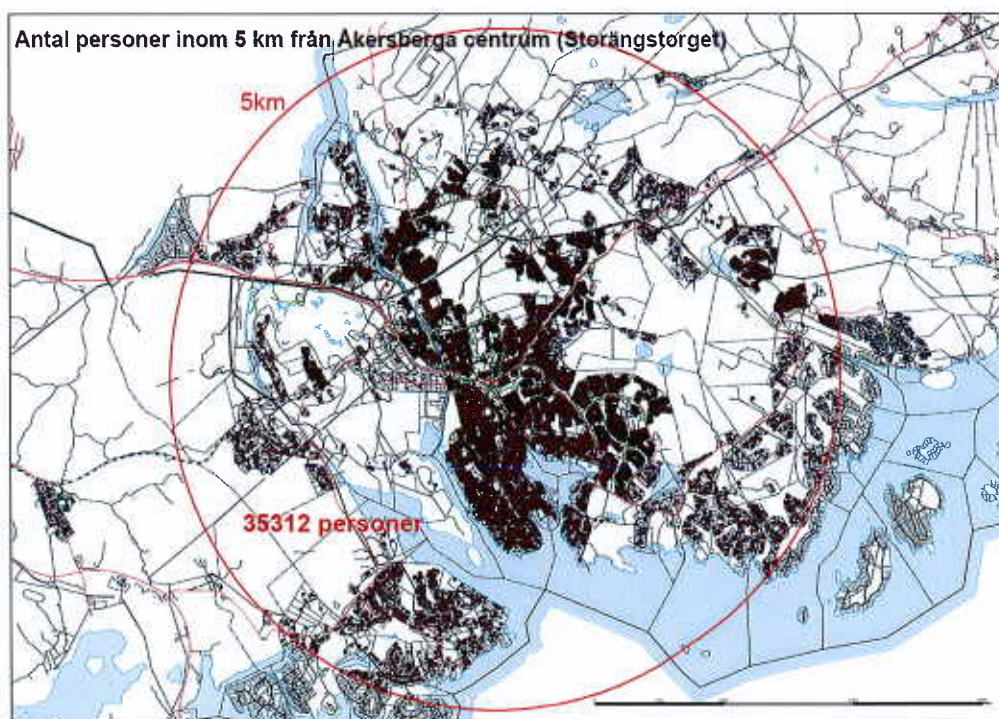 Antal personer inom 5 km från Åkersberga centrum (Storängstorget)
5km
35312 personer